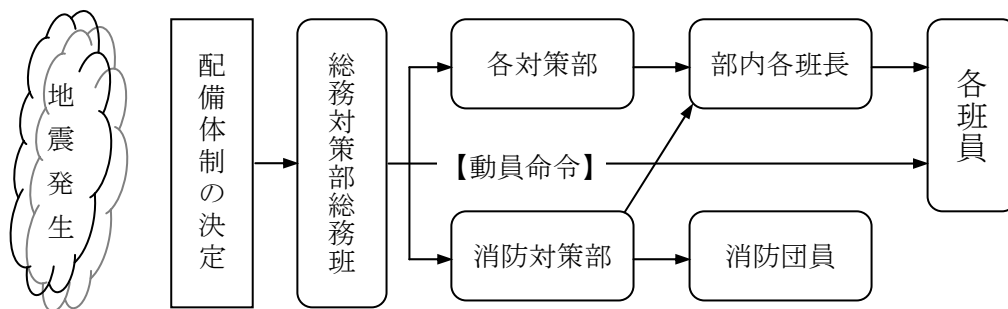 地震発生
配備体制の決定
総務対策部総務班
各対策部
部内各班長
各班員
【動員命令】
消防対策部
消防団員